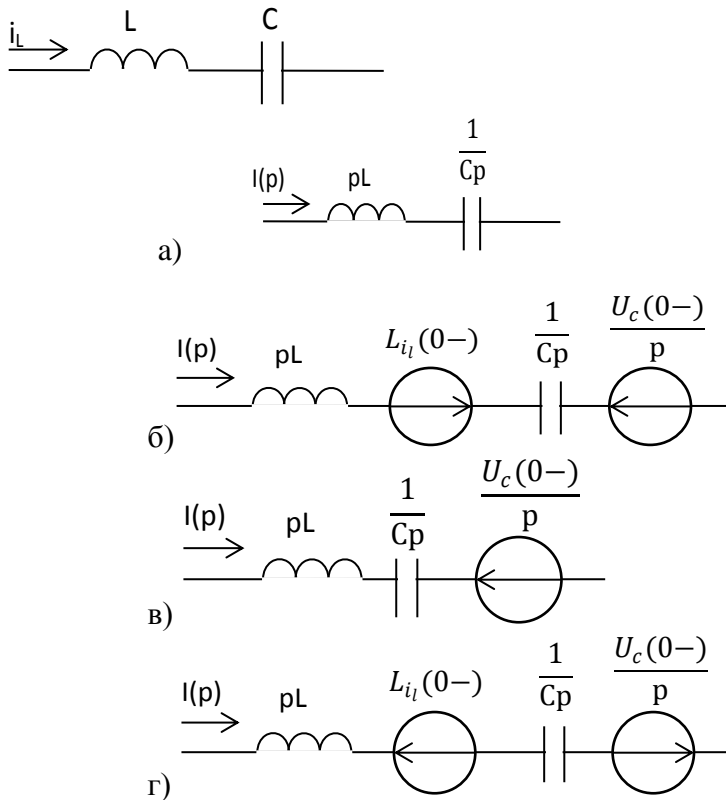 i_L L C
I(p) pL 1/Cp
а)
I(p) pL L_{i_l}(0−) 1/Cp U_c(0−)/p
б)
I(p) pL 1/Cp U_c(0−)/p
в)
I(p) pL L_{i_l}(0−) 1/Cp U_c(0−)/p
г)